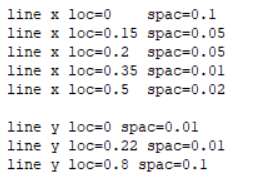 line x loc=0    spac=0.1
line x loc=0.15 spac=0.05
line x loc=0.2  spac=0.05
line x loc=0.35 spac=0.01
line x loc=0.5  spac=0.02

line y loc=0 spac=0.01
line y loc=0.22 spac=0.01
line y loc=0.8 spac=0.1